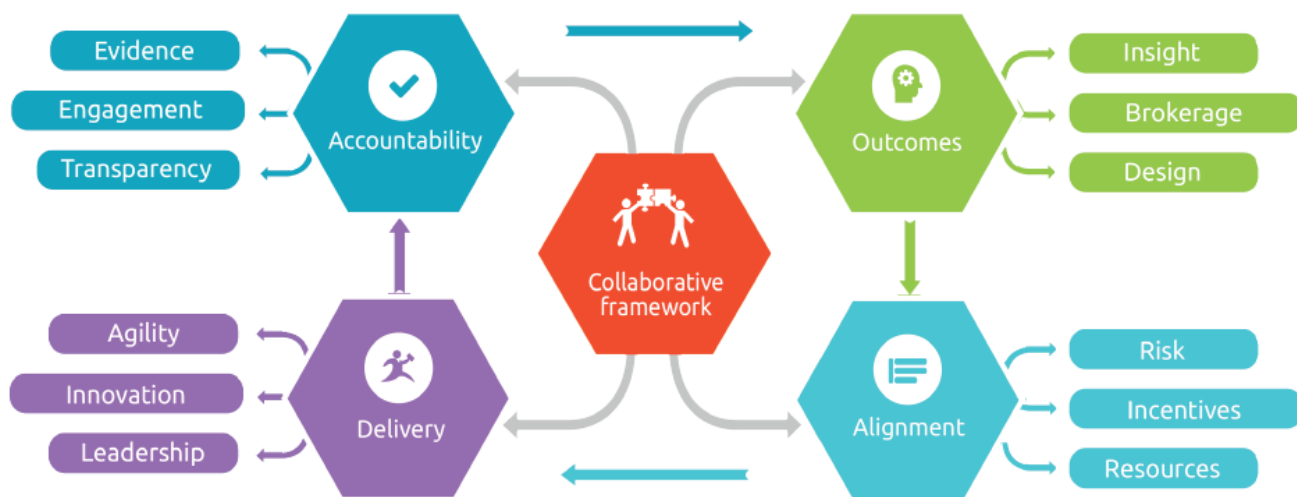 Evidence
Engagement
Transparency
Accountability
Outcomes
Insight
Brokerage
Design
Collaborative
framework
Agility
Innovation
Leadership
Delivery
Alignment
Risk
Incentives
Resources